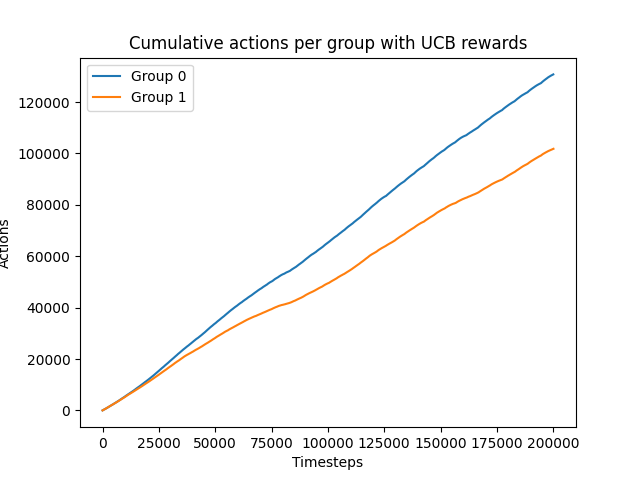 Cumulative actions per group with UCB rewards
Group 0
Group 1
120000
100000
80000
60000
40000
20000
0
Actions
0 25000 50000 75000 100000 125000 150000 175000 200000
Timesteps